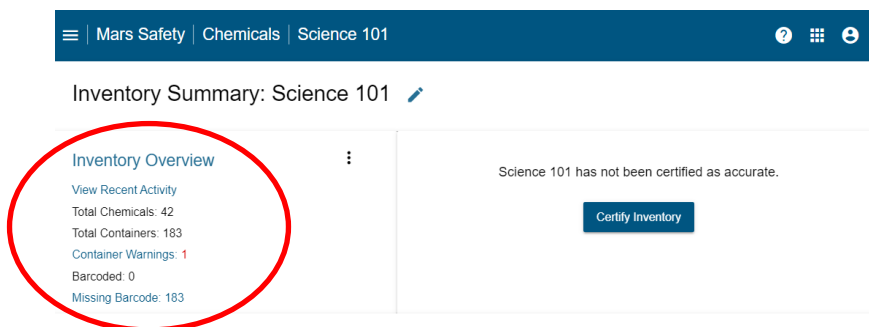 Mars Safety | Chemicals | Science 101
Inventory Summary: Science 101
Inventory Overview
View Recent Activity
Total Chemicals: 42
Total Containers: 183
Container Warnings: 1
Barcoded: 0
Missing Barcode: 183
Science 101 has not been certified as accurate.
Certify Inventory